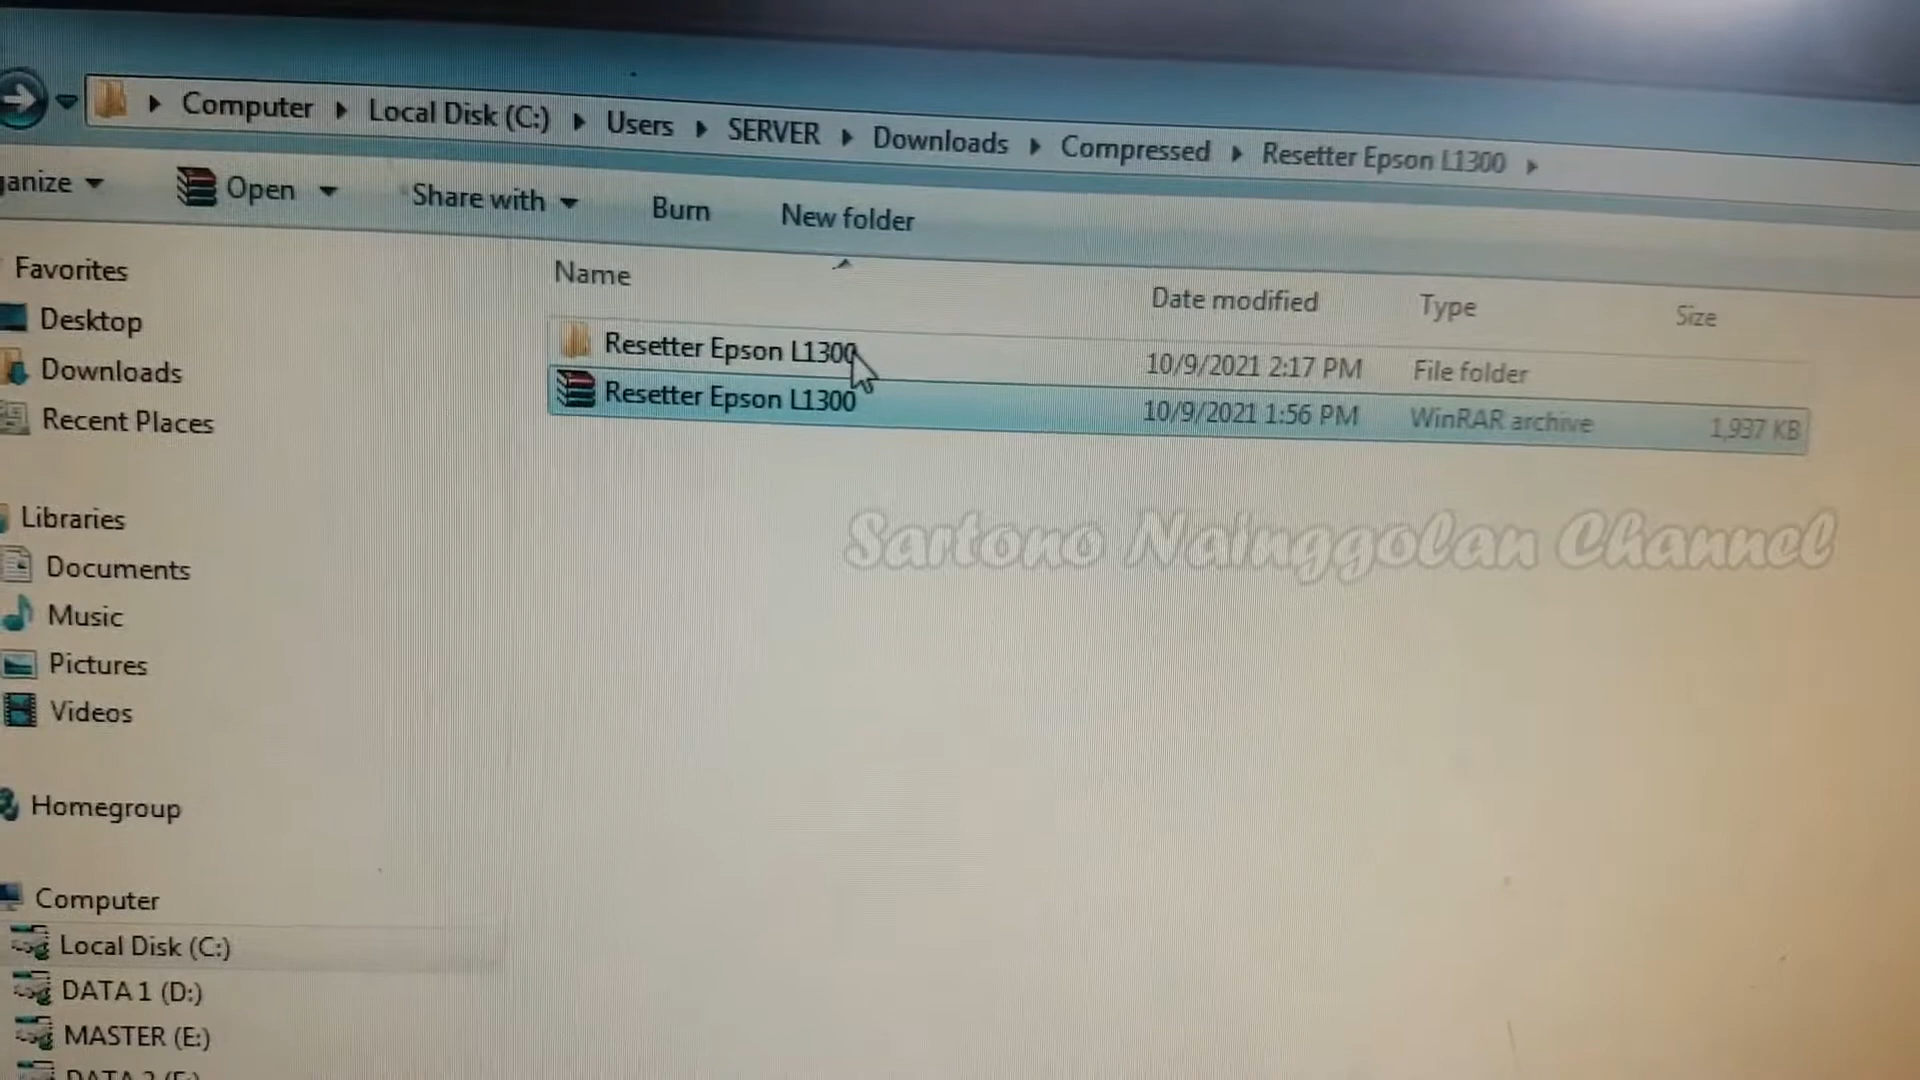 Computer Local Disk (C:) Users SERVER Downloads Compressed Resetter Epson L1300
ganize Open Share with Burn New folder
Name Date modified Type Size
Resetter Epson L1300 10/9/2021 2:17 PM File folder
Resetter Epson L1300 10/9/2021 1:56 PM WinRAR archive 1,937 KB
Favorites
Desktop
Downloads
Recent Places
Libraries
Documents
Music
Pictures
Videos
Homegroup
Computer
Local Disk (C:)
DATA 1 (D:)
MASTER (E:)
Sartono Nainggolan Channel